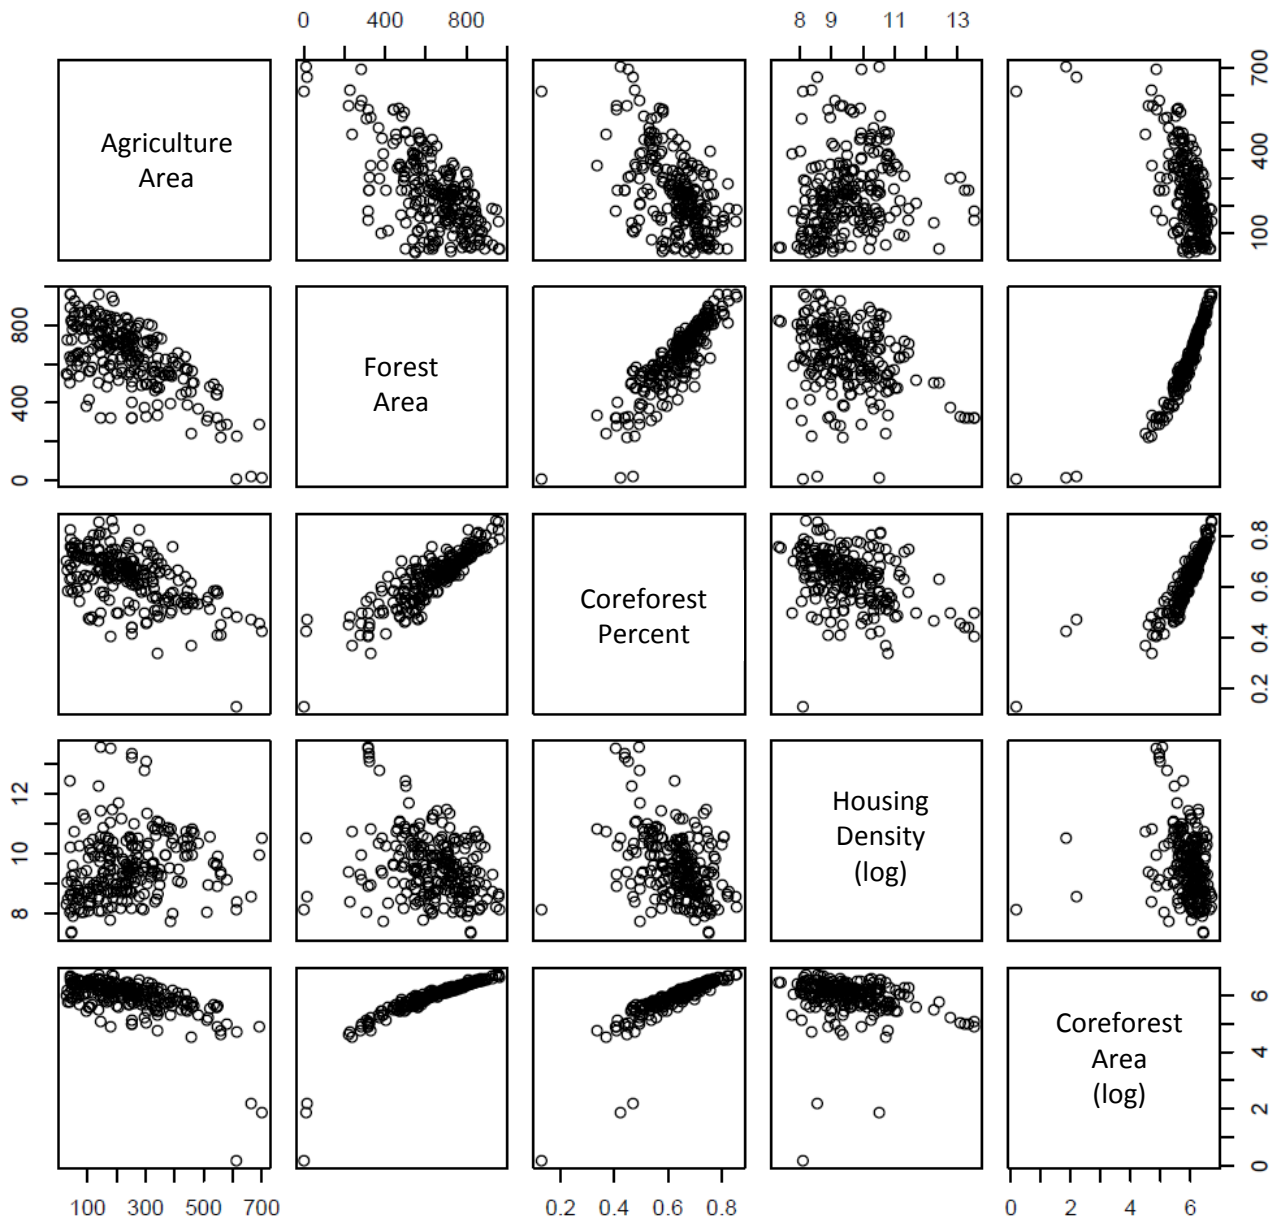 0 400 800 8 9 11 13
Agriculture
Area
100 400 700
0 400 800
Forest
Area
Coreforest
Percent
0.2 0.4 0.6 0.8
8 10 12
Housing
Density
(log)
Coreforest
Area
(log)
0 2 4 6
100 300 500 700 0.2 0.4 0.6 0.8 0 2 4 6